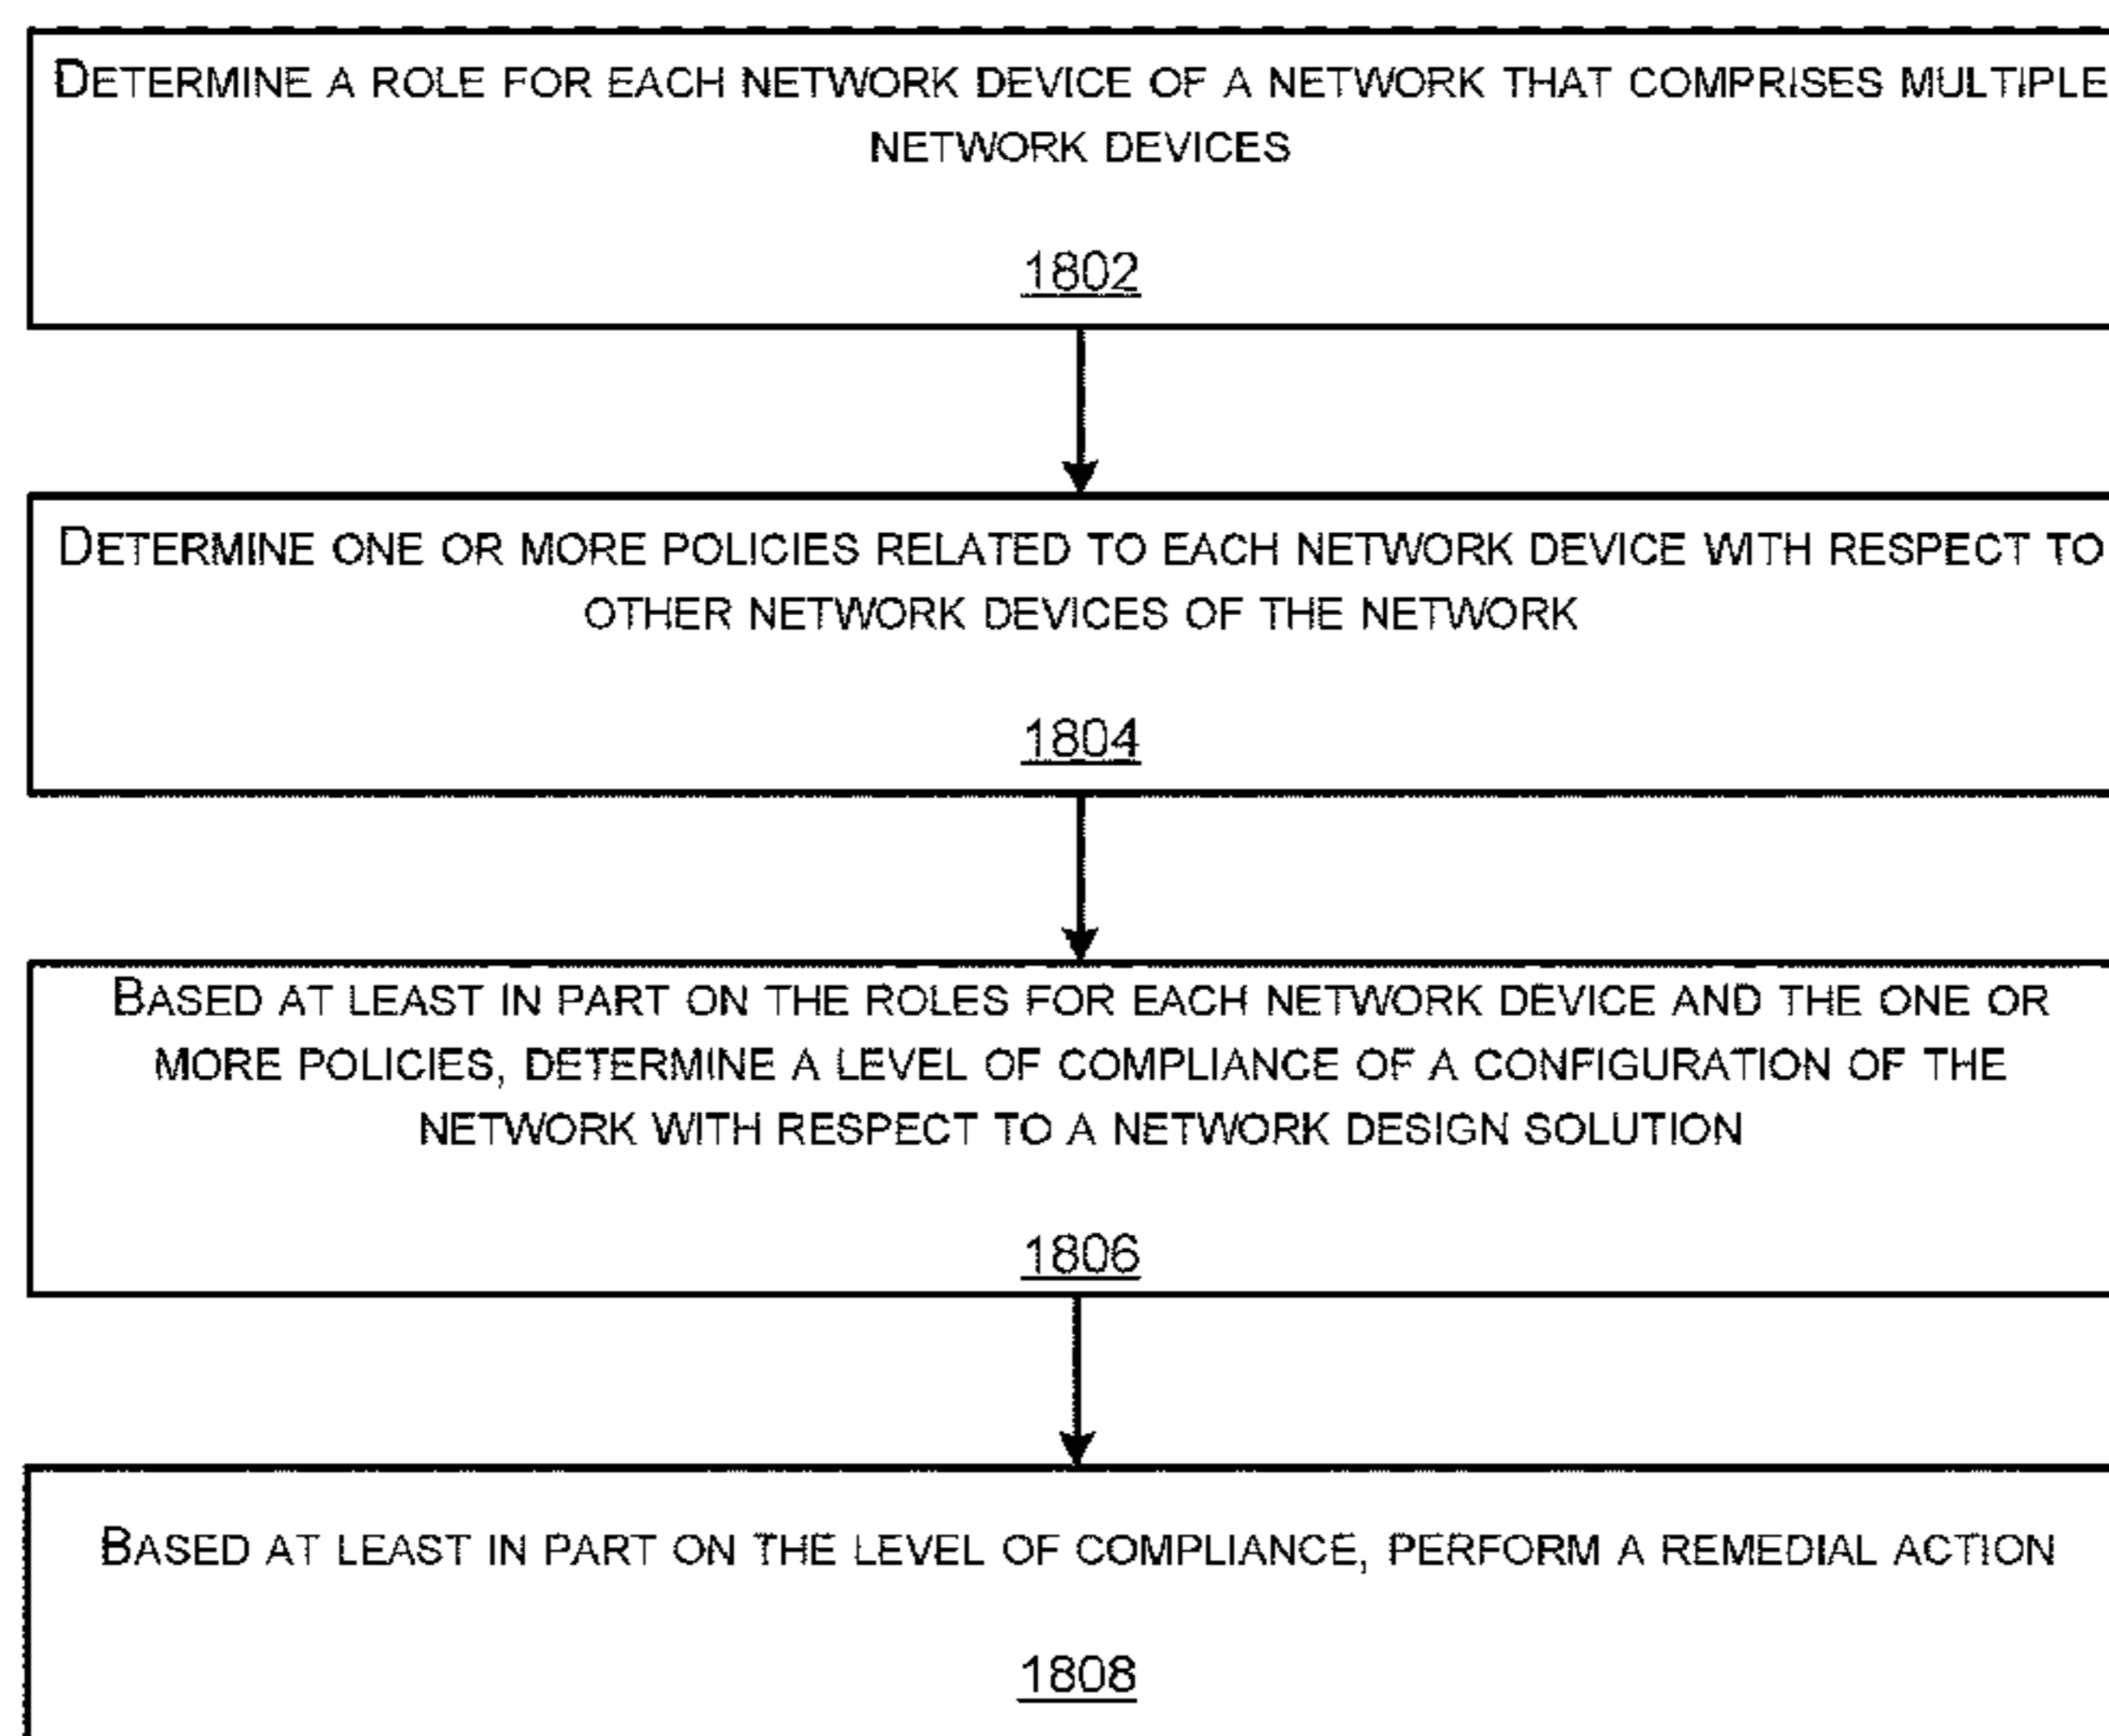 DETERMINE A ROLE FOR EACH NETWORK DEVICE OF A NETWORK THAT COMPRISES MULTIPLE
NETWORK DEVICES
1802
DETERMINE ONE OR MORE POLICIES RELATED TO EACH NETWORK DEVICE WITH RESPECT TO
OTHER NETWORK DEVICES OF THE NETWORK
1804
BASED AT LEAST IN PART ON THE ROLES FOR EACH NETWORK DEVICE AND THE ONE OR
MORE POLICIES, DETERMINE A LEVEL OF COMPLIANCE OF A CONFIGURATION OF THE
NETWORK WITH RESPECT TO A NETWORK DESIGN SOLUTION
1806
BASED AT LEAST IN PART ON THE LEVEL OF COMPLIANCE, PERFORM A REMEDIAL ACTION
1808